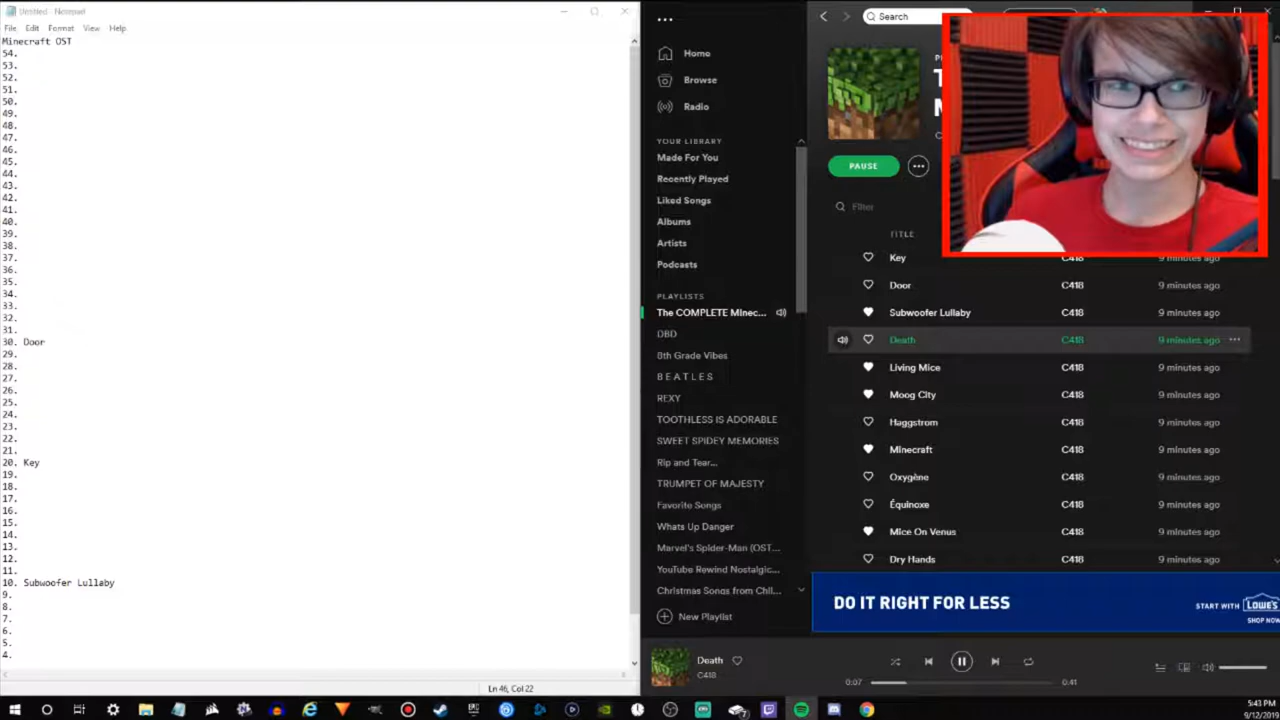 Untitled - Notepad
File Edit Format View Help
Minecraft OST
54.
53.
52.
51.
50.
49.
48.
47.
46.
45.
44.
43.
42.
41.
40.
39.
38.
37.
36.
35.
34.
33.
32.
31.
30. Door
29.
28.
27.
26.
25.
24.
23.
22.
21.
20. Key
19.
18.
17.
16.
15.
14.
13.
12.
11.
10. Subwoofer Lullaby
9.
8.
7.
6.
5.
4.
Ln 46, Col 22
Search
Home
Browse
Radio
YOUR LIBRARY
Made For You
Recently Played
Liked Songs
Albums
Artists
Podcasts
PLAYLISTS
The COMPLETE Minec...
DBD
8th Grade Vibes
B E A T L E S
REXY
TOOTHLESS IS ADORABLE
SWEET SPIDEY MEMORIES
Rip and Tear...
TRUMPET OF MAJESTY
Favorite Songs
Whats Up Danger
Marvel's Spider-Man (OST...
YouTube Rewind Nostalgic...
Christmas Songs from Chil...
New Playlist
PAUSE
Filter
TITLE
Key C418 9 minutes ago
Door C418 9 minutes ago
Subwoofer Lullaby C418 9 minutes ago
Death C418 9 minutes ago
Living Mice C418 9 minutes ago
Moog City C418 9 minutes ago
Haggstrom C418 9 minutes ago
Minecraft C418 9 minutes ago
Oxygène C418 9 minutes ago
Équinoxe C418 9 minutes ago
Mice On Venus C418 9 minutes ago
Dry Hands C418 9 minutes ago
DO IT RIGHT FOR LESS
START WITH LOWE'S
SHOP NOW
Death
C418
0:07
0:41
5:43 PM
9/12/2019